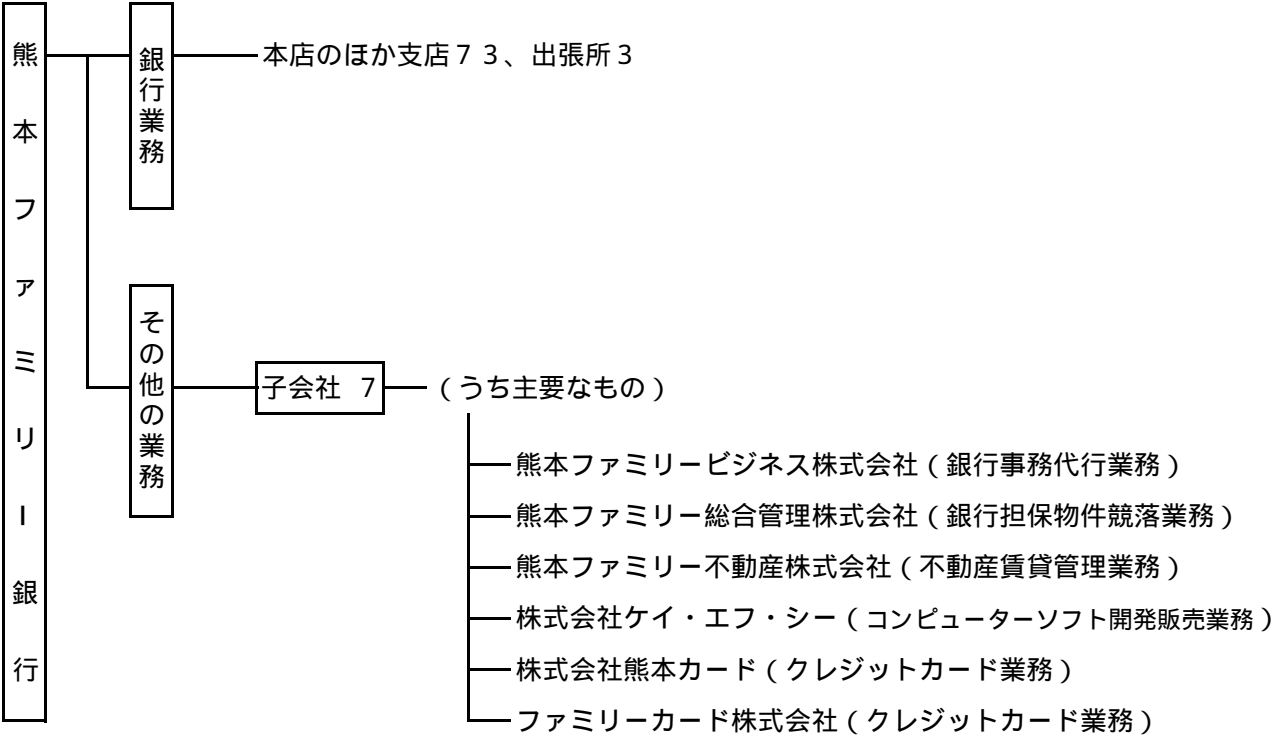 熊本ファミリー銀行
銀行業務
本店のほか支店７３、出張所３
その他の業務
子会社　７
（うち主要なもの）
熊本ファミリービジネス株式会社（銀行事務代行業務）
熊本ファミリー総合管理株式会社（銀行担保物件競落業務）
熊本ファミリー不動産株式会社（不動産賃貸管理業務）
株式会社ケイ・エフ・シー（コンピューターソフト開発販売業務）
株式会社熊本カード（クレジットカード業務）
ファミリーカード株式会社（クレジットカード業務）